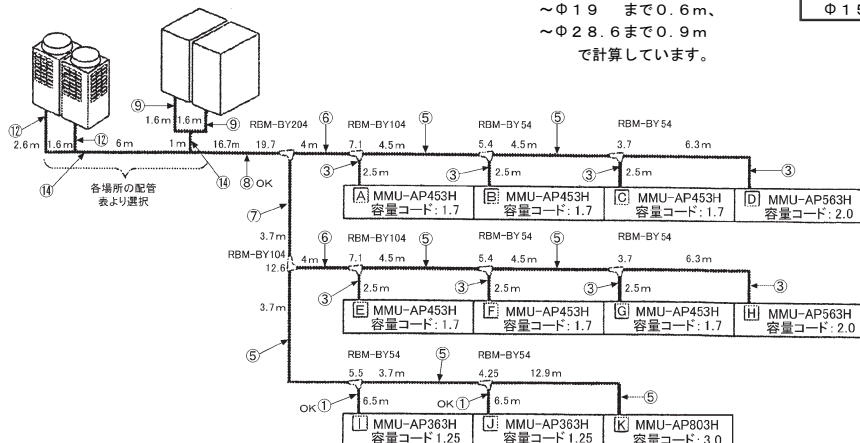 ～Φ１９　まで０.６ｍ、
～Φ２８.６まで０.９ｍ
で計算しています。
Φ１５
⑨
1.6m 1.6m
⑨
⑫
2.6m 1.6m
⑫
6m
1m
⑭
⑭
各場所の配管
表より選択
16.7m
⑧ OK
RBM-BY204
19.7
4m
⑥
RBM-BY104
7.1 4.5m
⑤
RBM-BY54
5.4 4.5m
⑤
RBM-BY54
3.7 6.3m
③ 2.5m
③ 2.5m
③ 2.5m
③
A MMU-AP453H
容量コード：1.7
B MMU-AP453H
容量コード：1.7
C MMU-AP453H
容量コード：1.7
D MMU-AP563H
容量コード：2.0
⑦
3.7m
RBM-BY104
12.6
4m
⑥
RBM-BY104
7.1 4.5m
⑤
RBM-BY54
5.4 4.5m
⑤
RBM-BY54
3.7 6.3m
③ 2.5m
③ 2.5m
③ 2.5m
③
E MMU-AP453H
容量コード：1.7
F MMU-AP453H
容量コード：1.7
G MMU-AP453H
容量コード：1.7
H MMU-AP563H
容量コード：2.0
3.7m
⑤
RBM-BY54
5.5 3.7m
⑤
RBM-BY54
4.25 12.9m
OK ① 6.5m
OK ① 6.5m
⑤
I MMU-AP363H
容量コード1.25
J MMU-AP363H
容量コード1.25
K MMU-AP803H
容量コード：3.0